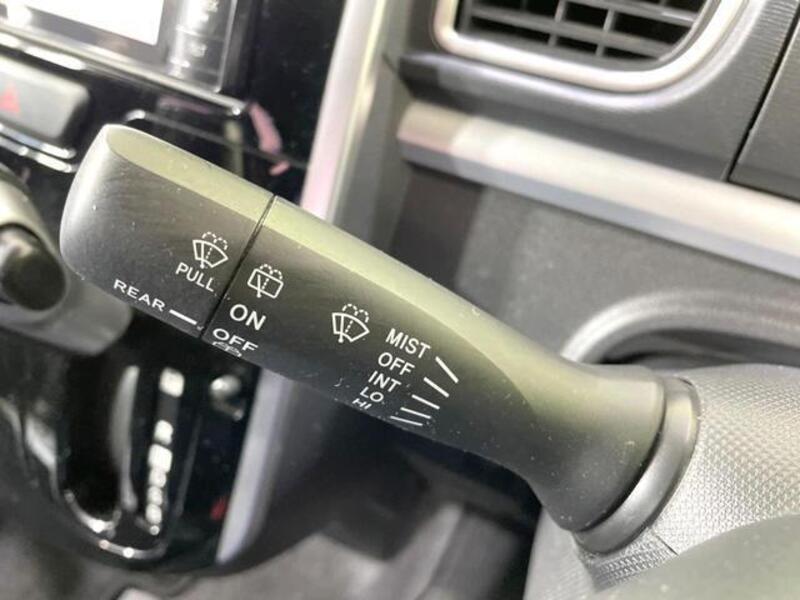 PULL
REAR
ON
OFF
MIST
OFF
INT
LO
HI